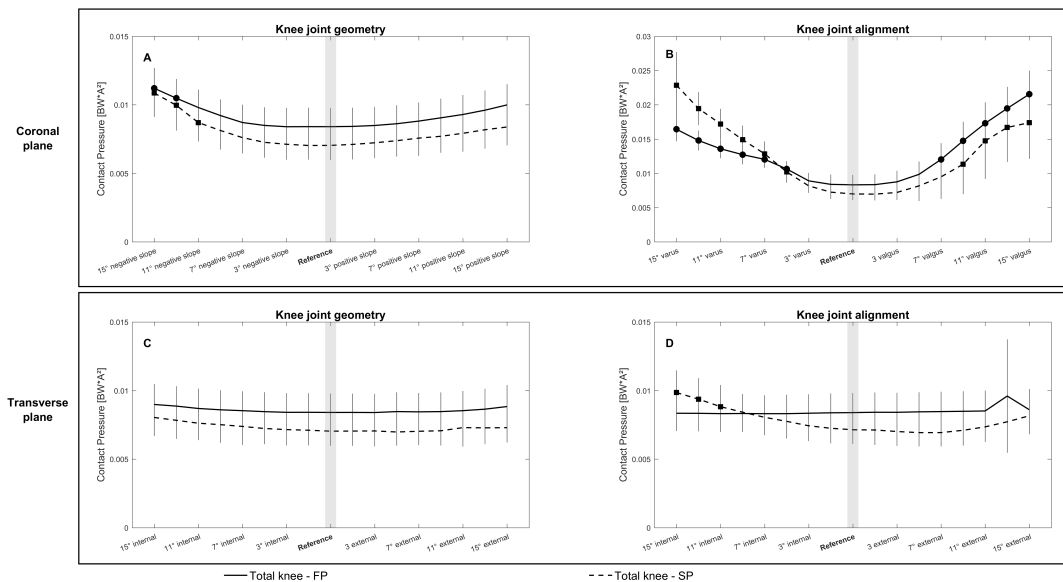 Coronal
plane
Knee joint geometry
A
Contact Pressure [BW*A²]
0.015
0.01
0.005
0
15° negative slope
11° negative slope
7° negative slope
3° negative slope
Reference
3° positive slope
7° positive slope
11° positive slope
15° positive slope
Knee joint alignment
B
Contact Pressure [BW*A²]
0.03
0.025
0.02
0.015
0.01
0.005
0
15° varus
11° varus
7° varus
3° varus
Reference
3 valgus
7° valgus
11° valgus
15° valgus
Transverse
plane
Knee joint geometry
C
Contact Pressure [BW*A²]
0.015
0.01
0.005
0
15° internal
11° internal
7° internal
3° internal
Reference
3 external
7° external
11° external
15° external
Knee joint alignment
D
Contact Pressure [BW*A²]
0.015
0.01
0.005
0
15° internal
11° internal
7° internal
3° internal
Reference
3 external
7° external
11° external
15° external
Total knee - FP
Total knee - SP